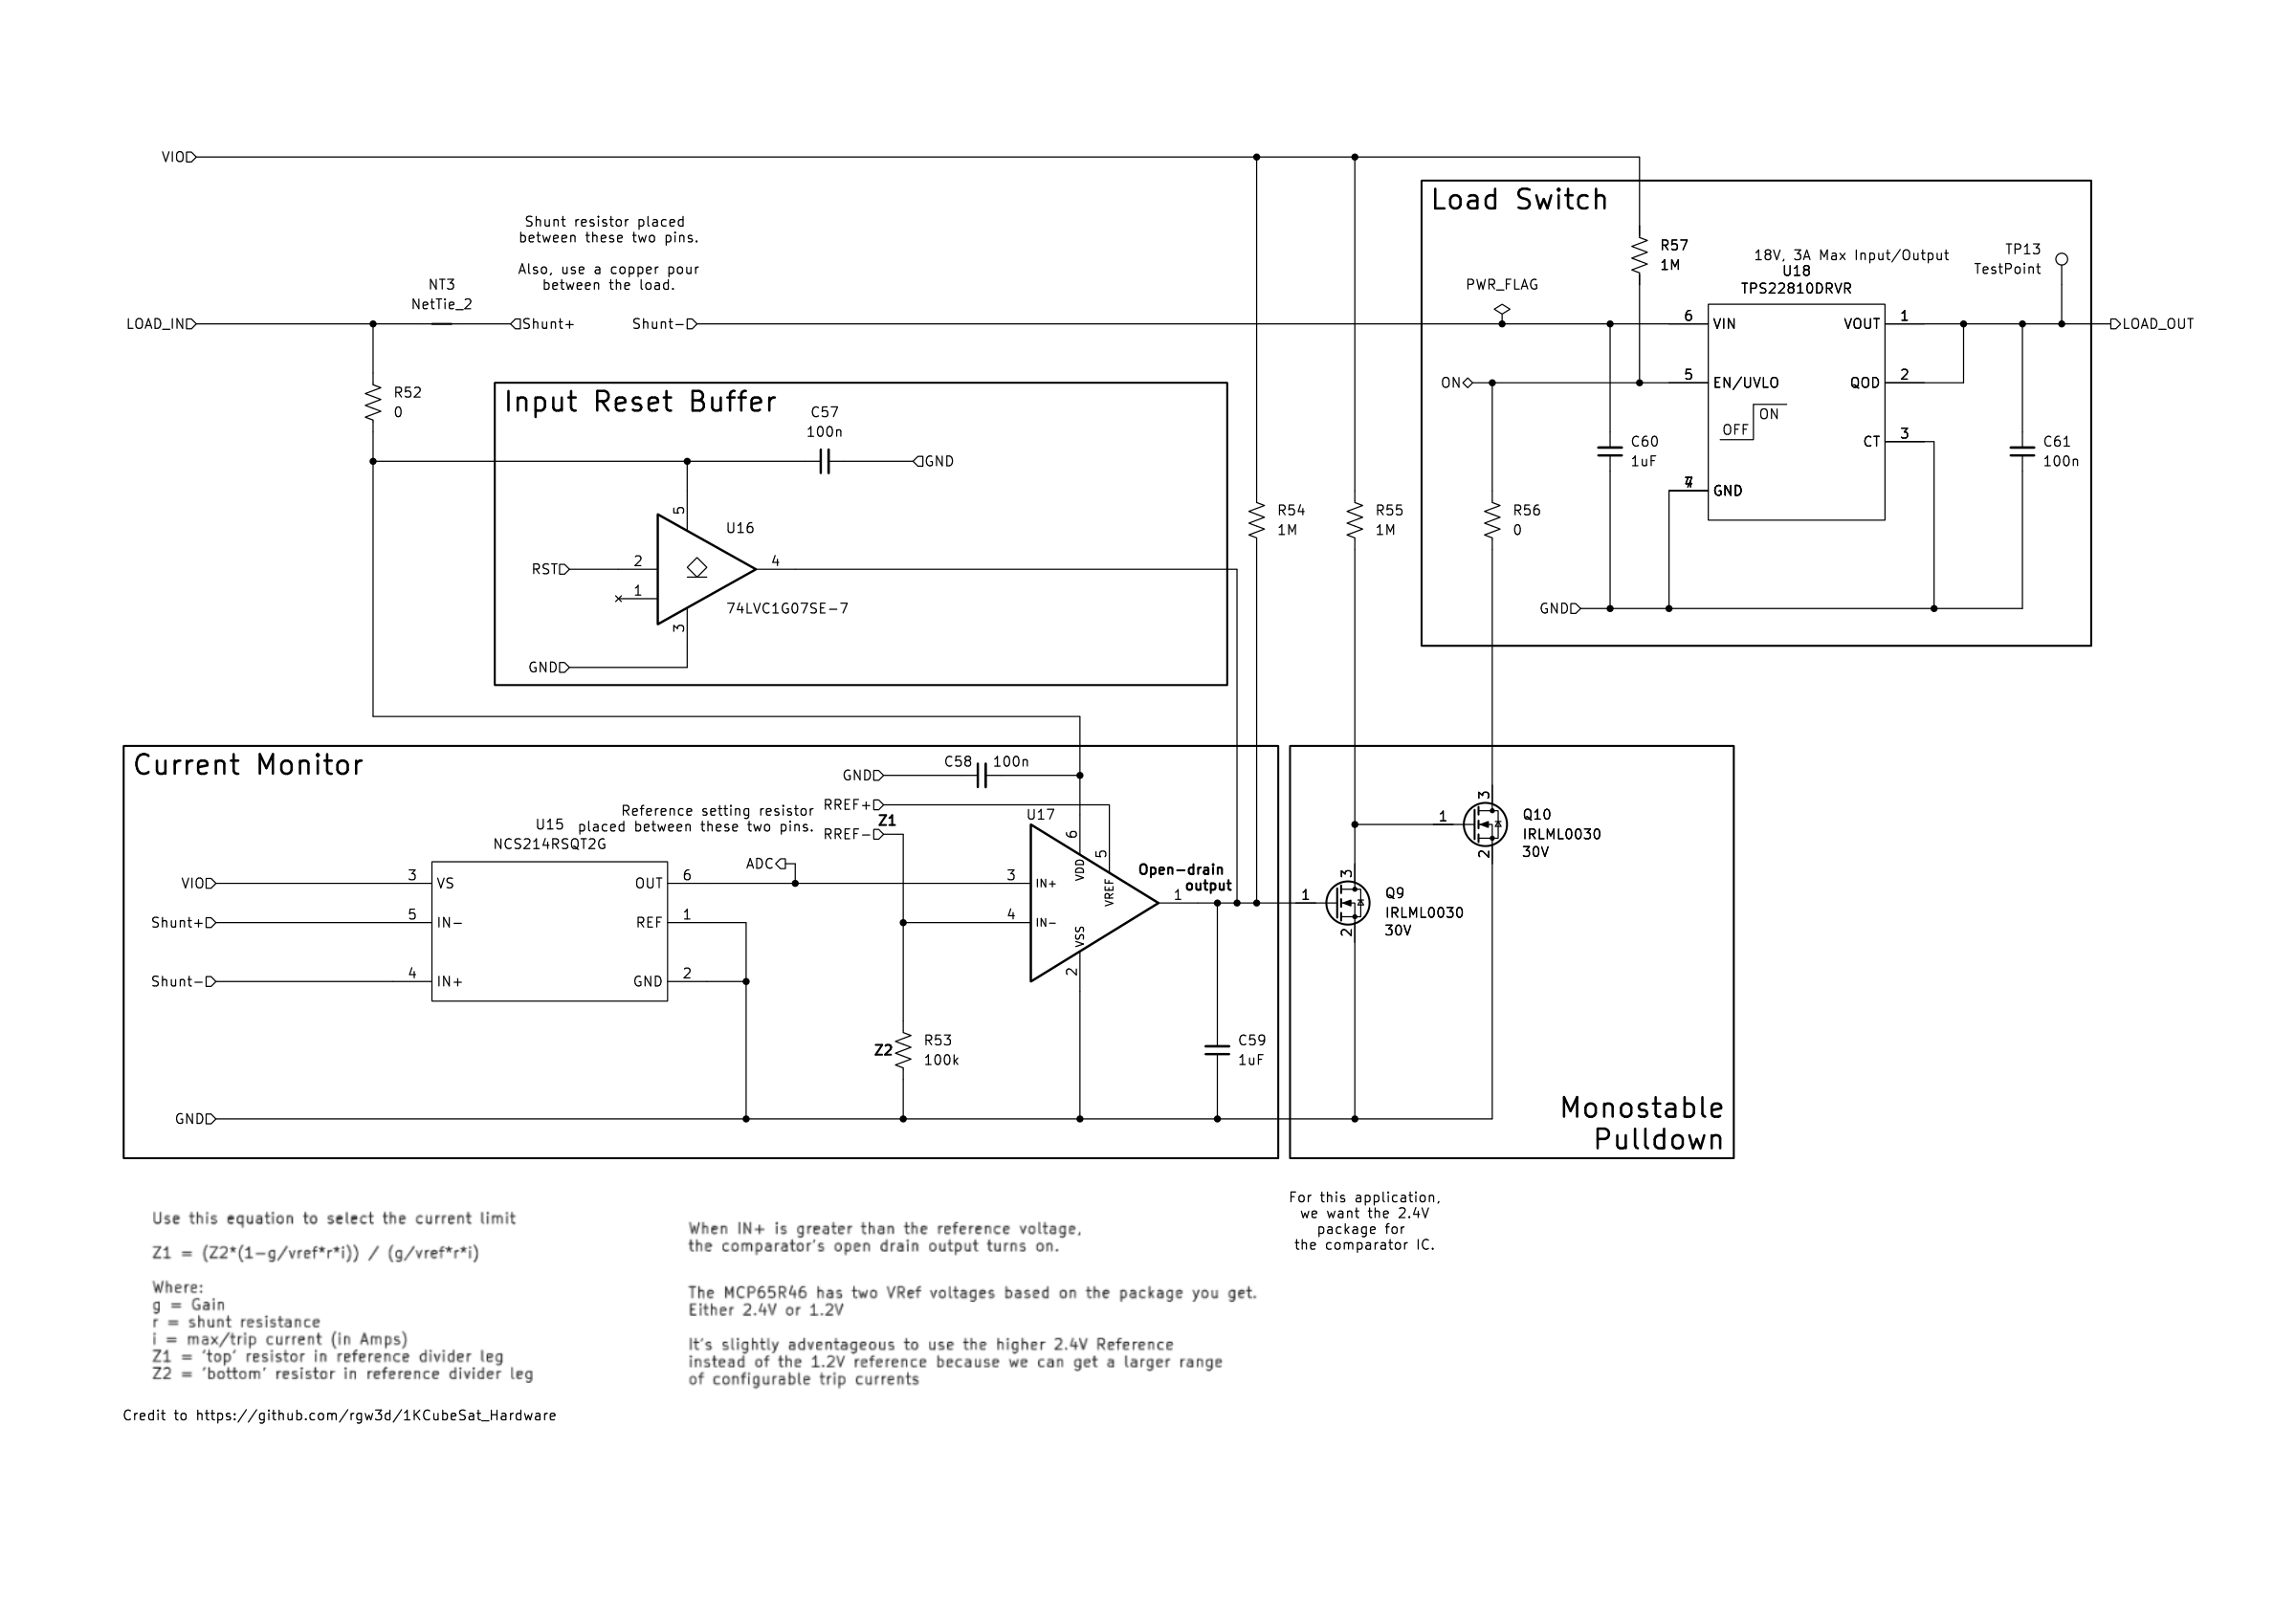 VIO
Load Switch
Shunt resistor placed
between these two pins.
Also, use a copper pour
between the load.
R57
1M
18V, 3A Max Input/Output
U18
TPS22810DRVR
TP13
TestPoint
NT3
NetTie_2
PWR_FLAG
LOAD_IN
Shunt+
Shunt-
6
VIN
VOUT
1
LOAD_OUT
5
EN/UVLO
QOD
2
ON
OFF
ON
CT
3
GND
C60
1uF
C61
100n
R56
0
GND
R52
0
Input Reset Buffer
C57
100n
GND
5
U16
RST
2
1
4
3
74LVC1G07SE-7
GND
R54
1M
R55
1M
Current Monitor
GND
C58
100n
Reference setting resistor
placed between these two pins.
RREF+
Z1
RREF-
U15
NCS214RSQT2G
U17
ADC
VIO
3
VS
OUT
6
Shunt+
5
IN-
REF
1
Shunt-
4
IN+
GND
2
3
IN+
4
IN-
6
VDD
5
VREF
VSS
2
Open-drain
output
1
Z2
R53
100k
C59
1uF
GND
1
3
2
Q9
IRLML0030
30V
1
3
2
Q10
IRLML0030
30V
Monostable
Pulldown
For this application,
we want the 2.4V
package for
the comparator IC.
Use this equation to select the current limit
Z1 = (Z2*(1-g/vref*r*i)) / (g/vref*r*i)
Where:
g = Gain
r = shunt resistance
i = max/trip current (in Amps)
Z1 = 'top' resistor in reference divider leg
Z2 = 'bottom' resistor in reference divider leg
When IN+ is greater than the reference voltage,
the comparator's open drain output turns on.
The MCP65R46 has two VRef voltages based on the package you get.
Either 2.4V or 1.2V
It's slightly adventageous to use the higher 2.4V Reference
instead of the 1.2V reference because we can get a larger range
of configurable trip currents
Credit to https://github.com/rgw3d/1KCubeSat_Hardware